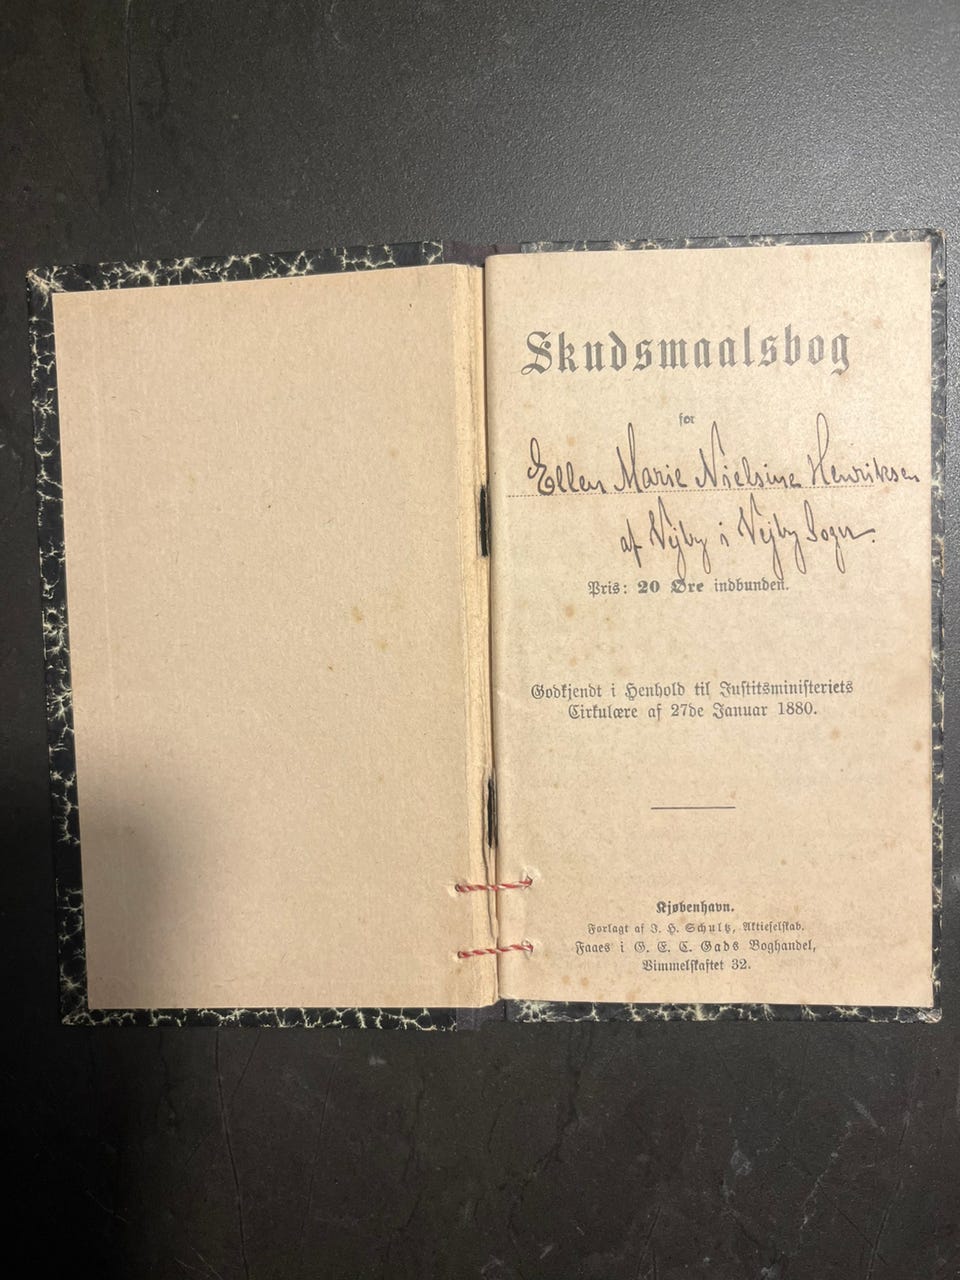 Skudsmaalsbog
for
Ellen Marie Nielsine Henriksen
af Vejby i Vejby Sogn.
Pris: 20 Øre indbunden.
Godkjendt i Henhold til Justitsministeriets
Cirkulære af 27de Januar 1880.
Kjøbenhavn.
Forlagt af J. H. Schultz, Aktieselskab.
Faaes i G. E. C. Gads Boghandel,
Vimmelskaftet 32.